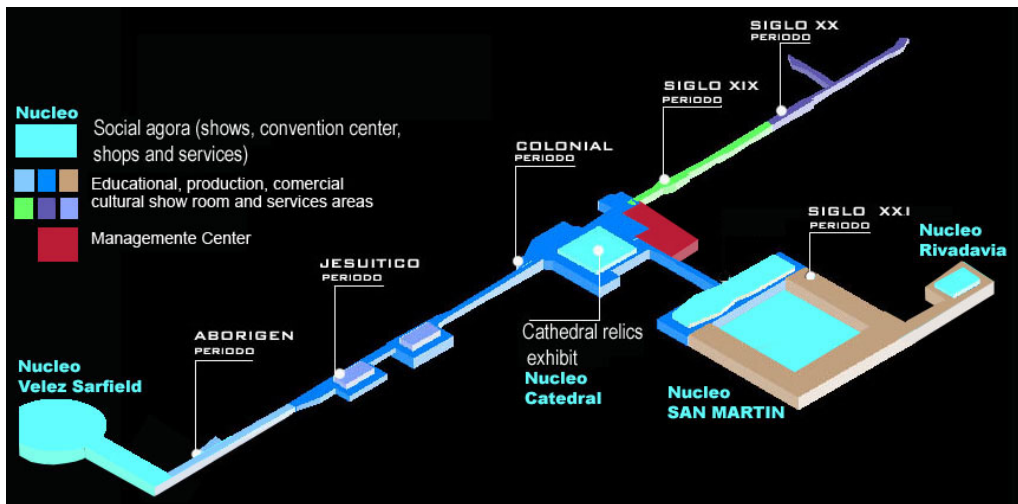 SIGLO XX
PERIODO
SIGLO XIX
PERIODO
Nucleo
Social agora (shows, convention center,
shops and services)
COLONIAL
PERIODO
Educational, production, comercial
cultural show room and services areas
SIGLO XXI
PERIODO
Nucleo
Rivadavia
Managemente Center
JESUITICO
PERIODO
ABORIGEN
PERIODO
Cathedral relics
exhibit
Nucleo
Catedral
Nucleo
Velez Sarfield
Nucleo
SAN MARTIN